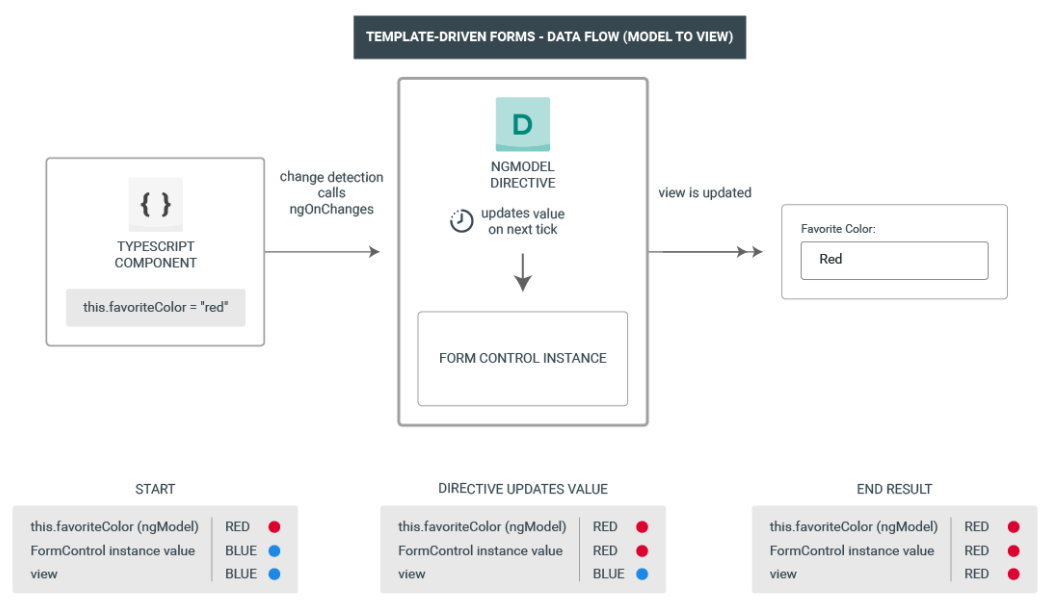 TEMPLATE-DRIVEN FORMS - DATA FLOW (MODEL TO VIEW)
{ }
TYPESCRIPT
COMPONENT
this.favoriteColor = "red"
change detection
calls
ngOnChanges
D
NGMODEL
DIRECTIVE
updates value
on next tick
FORM CONTROL INSTANCE
view is updated
Favorite Color:
Red
START
this.favoriteColor (ngModel) RED
FormControl instance value BLUE
view BLUE
DIRECTIVE UPDATES VALUE
this.favoriteColor (ngModel) RED
FormControl instance value RED
view BLUE
END RESULT
this.favoriteColor (ngModel) RED
FormControl instance value RED
view RED